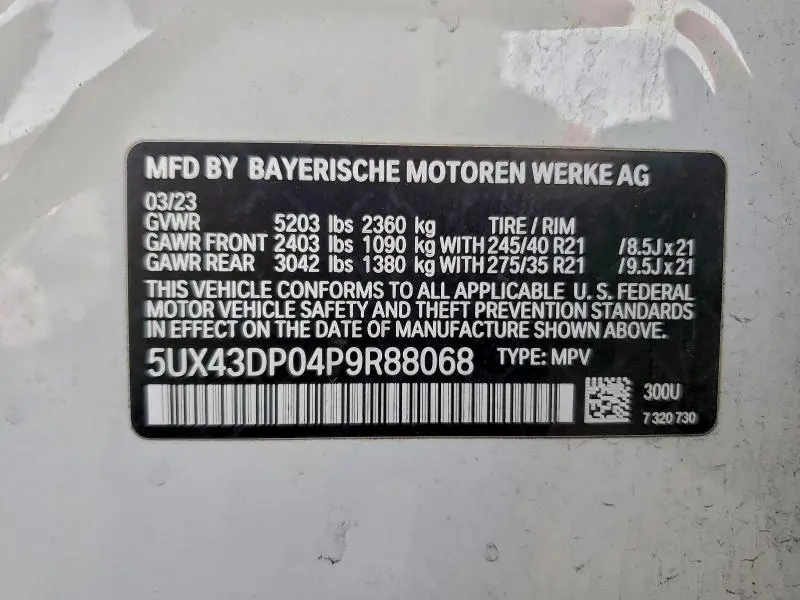 MFD BY BAYERISCHE MOTOREN WERKE AG
03/23
GVWR 5203 lbs 2360 kg TIRE / RIM
GAWR FRONT 2403 lbs 1090 kg WITH 245/40 R21 /8.5J x 21
GAWR REAR 3042 lbs 1380 kg WITH 275/35 R21 /9.5J x 21
THIS VEHICLE CONFORMS TO ALL APPLICABLE U. S. FEDERAL
MOTOR VEHICLE SAFETY AND THEFT PREVENTION STANDARDS
IN EFFECT ON THE DATE OF MANUFACTURE SHOWN ABOVE.
5UX43DP04P9R88068 TYPE: MPV
300U
7 320 730